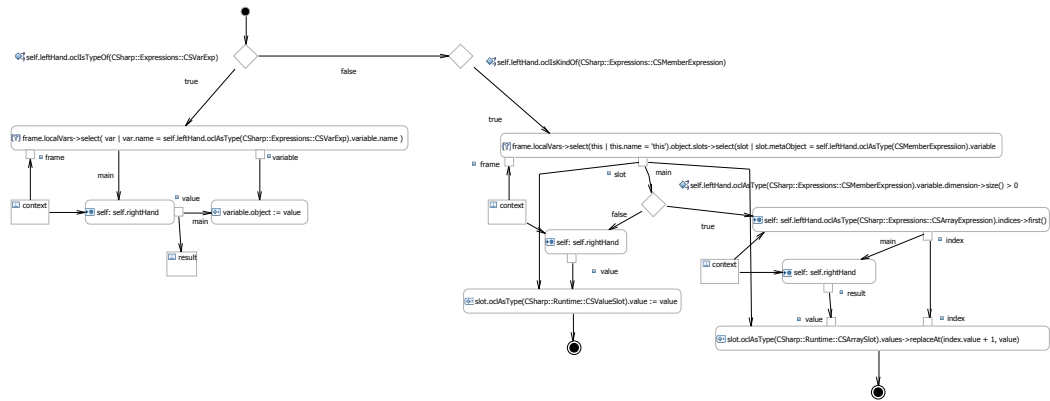 self.leftHand.oclIsTypeOf(CSharp::Expressions::CSVarExp)
false
self.leftHand.oclIsKindOf(CSharp::Expressions::CSMemberExpression)
true
true
frame.localVars->select( var | var.name = self.leftHand.oclAsType(CSharp::Expressions::CSVarExp).variable.name )
frame.localVars->select(this | this.name = 'this').object.slots->select(slot | slot.metaObject = self.leftHand.oclAsType(CSMemberExpression).variable
frame
variable
frame
main
slot
main
self.leftHand.oclAsType(CSharp::Expressions::CSMemberExpression).variable.dimension->size() > 0
value
context
self: self.rightHand
main
variable.object := value
context
false
true
self: self.leftHand.oclAsType(CSharp::Expressions::CSArrayExpression).indices->first()
self: self.rightHand
main
index
result
value
context
self: self.rightHand
result
slot.oclAsType(CSharp::Runtime::CSValueSlot).value := value
value
index
slot.oclAsType(CSharp::Runtime::CSArraySlot).values->replaceAt(index.value + 1, value)